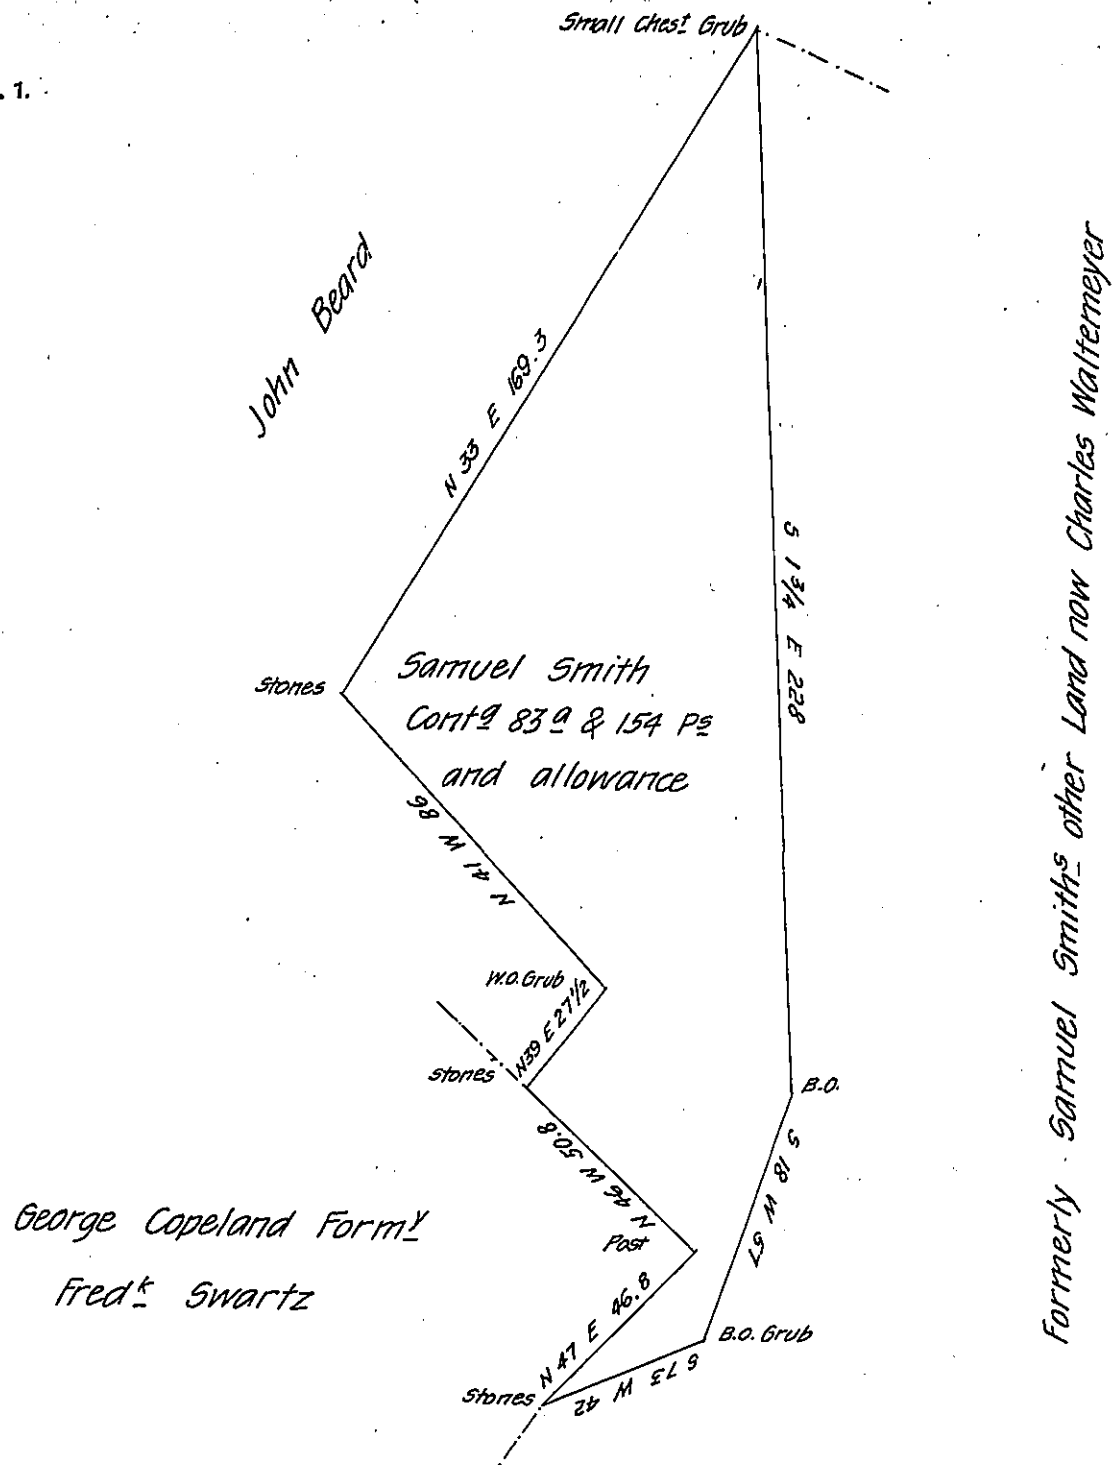 Small Chest Grub
. 1.
John Beard
N 33 E 169.3
S 1 3/4 E 228
Formerly Samuel Smiths other Land now Charles Waltemeyer
Stones
Samuel Smith
Contg 83 a & 154 Ps
and allowance
N 41 W 86
W.O. Grub
N39 E 27 1/2
Stones
B.O.
N 46 W 50.8
S 18 W 57
George Copeland Formy
Fredk Swartz
Post
N 47 E 46.8
B.O. Grub
S 73 W 42
Stones